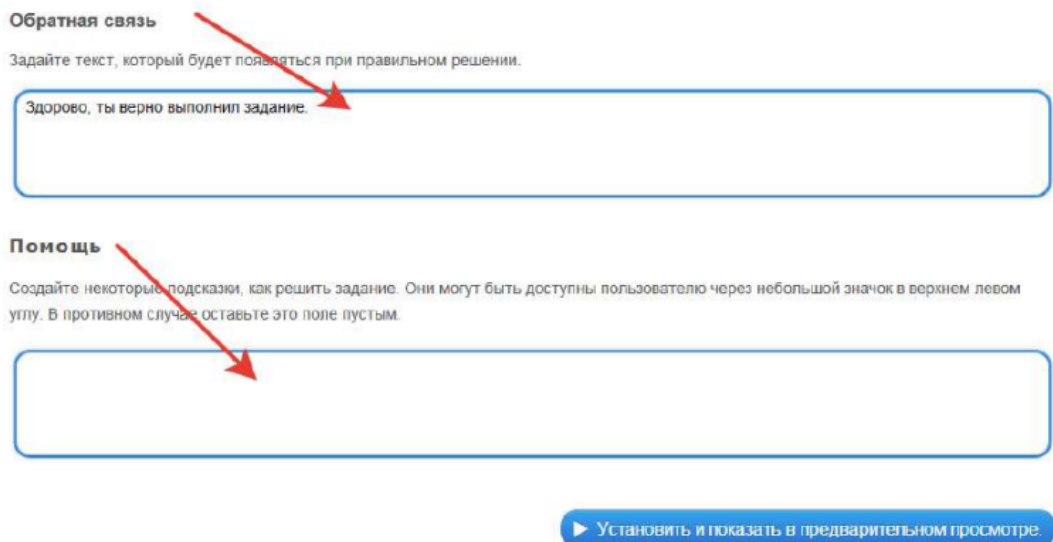 Обратная связь
Задайте текст, который будет появляться при правильном решении.
Здорово, ты верно выполнил задание.
Помощь
Создайте некоторые подсказки, как решить задание. Они могут быть доступны пользователю через небольшой значок в верхнем левом
углу. В противном случае оставьте это поле пустым.
Установить и показать в предварительном просмотре.